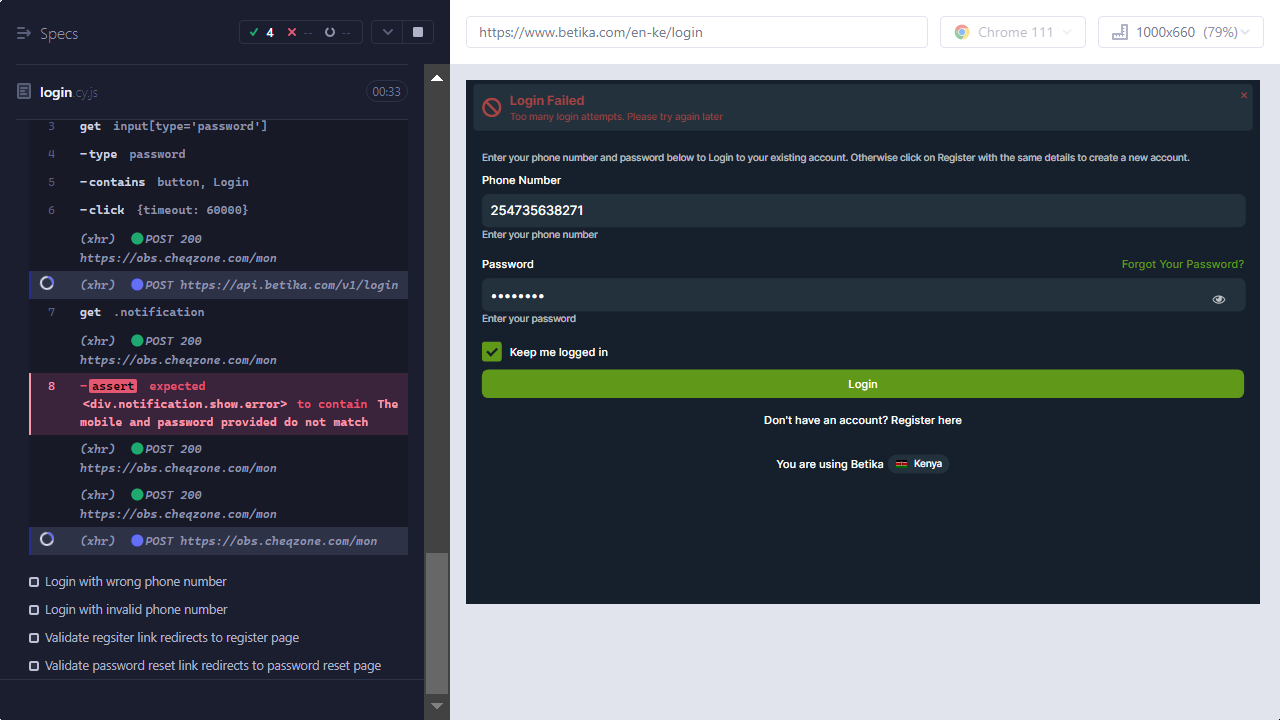 Specs
4
--
--
https://www.betika.com/en-ke/login
Chrome 111
1000x660 (79%)
login cy.js
00:33
3 get input[type='password']
4 -type password
5 -contains button, Login
6 -click {timeout: 60000}
(xhr) POST 200
https://obs.cheqzone.com/mon
(xhr) POST https://api.betika.com/v1/login
7 get .notification
(xhr) POST 200
https://obs.cheqzone.com/mon
8 -assert expected
<div.notification.show.error> to contain The
mobile and password provided do not match
(xhr) POST 200
https://obs.cheqzone.com/mon
(xhr) POST 200
https://obs.cheqzone.com/mon
(xhr) POST https://obs.cheqzone.com/mon
Login with wrong phone number
Login with invalid phone number
Validate regsiter link redirects to register page
Validate password reset link redirects to password reset page
Login Failed
Too many login attempts. Please try again later
×
Enter your phone number and password below to Login to your existing account. Otherwise click on Register with the same details to create a new account.
Phone Number
254735638271
Enter your phone number
Password
Forgot Your Password?
••••••••
Enter your password
Keep me logged in
Login
Don't have an account? Register here
You are using Betika Kenya